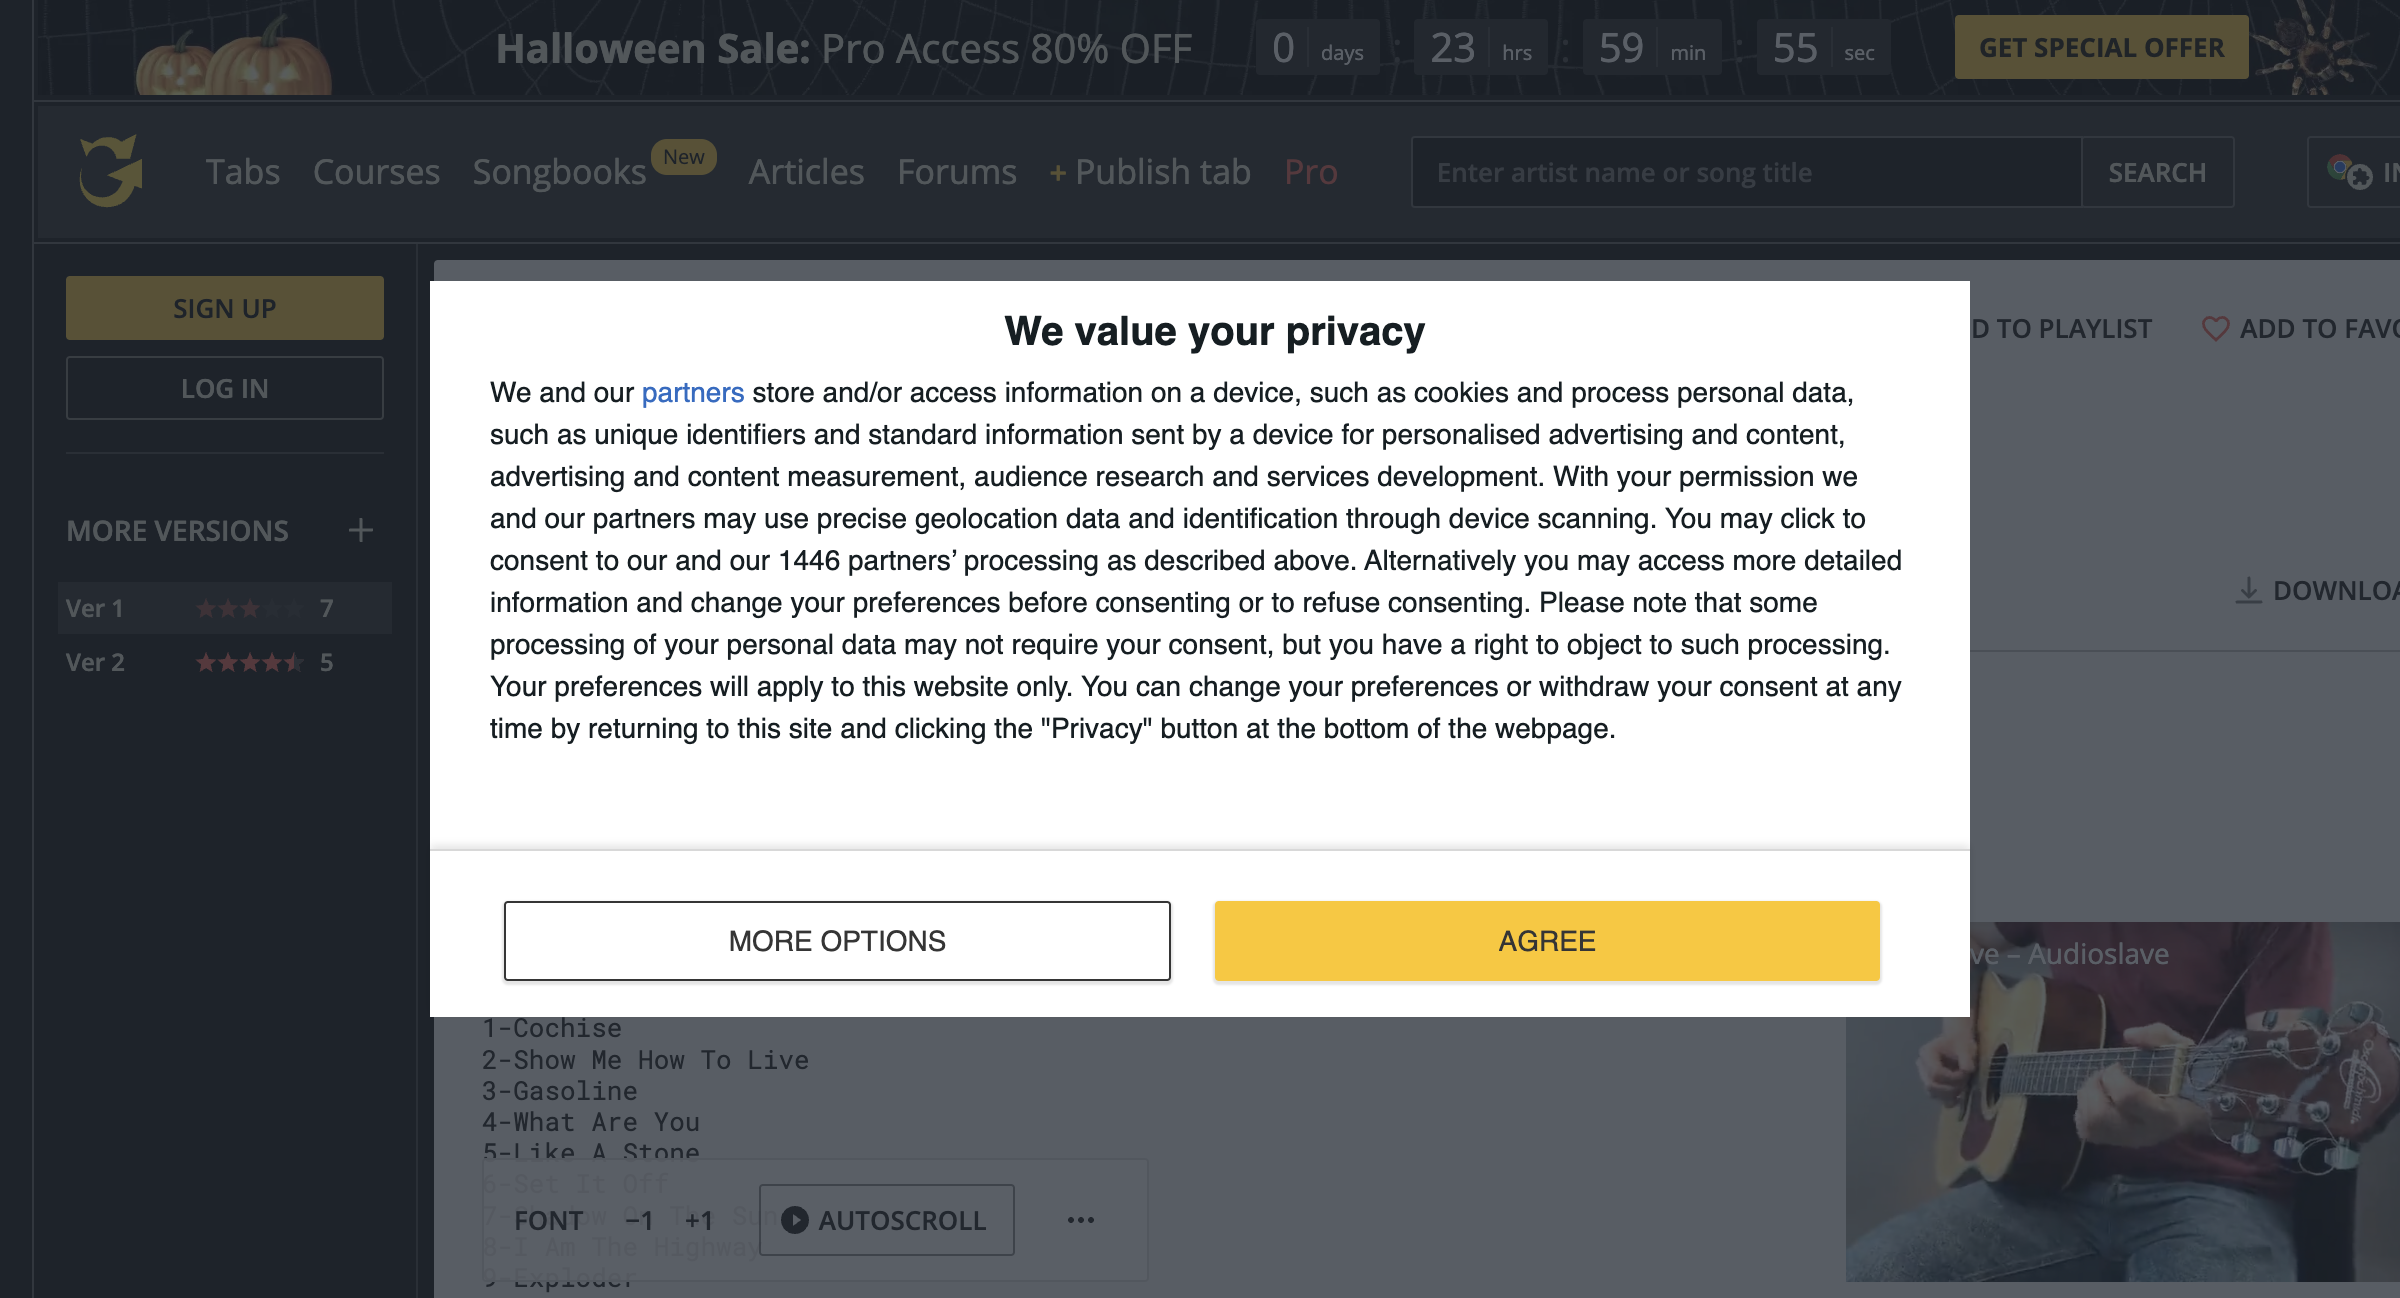 Halloween Sale: Pro Access 80% OFF
0 days : 23 hrs : 59 min : 55 sec
GET SPECIAL OFFER
Tabs
Courses
Songbooks
New
Articles
Forums
+ Publish tab
Pro
Enter artist name or song title
SEARCH
SIGN UP
LOG IN
MORE VERSIONS +
Ver 1 7
Ver 2 5
D TO PLAYLIST
ADD TO FAVO
DOWNLOA
We value your privacy
We and our partners store and/or access information on a device, such as cookies and process personal data,
such as unique identifiers and standard information sent by a device for personalised advertising and content,
advertising and content measurement, audience research and services development. With your permission we
and our partners may use precise geolocation data and identification through device scanning. You may click to
consent to our and our 1446 partners’ processing as described above. Alternatively you may access more detailed
information and change your preferences before consenting or to refuse consenting. Please note that some
processing of your personal data may not require your consent, but you have a right to object to such processing.
Your preferences will apply to this website only. You can change your preferences or withdraw your consent at any
time by returning to this site and clicking the "Privacy" button at the bottom of the webpage.
MORE OPTIONS
AGREE
ve – Audioslave
1-Cochise
2-Show Me How To Live
3-Gasoline
4-What Are You
5-Like A Stone
6-Set It Off
8-I Am The Highway
9-Exploder
FONT −1 +1
AUTOSCROLL